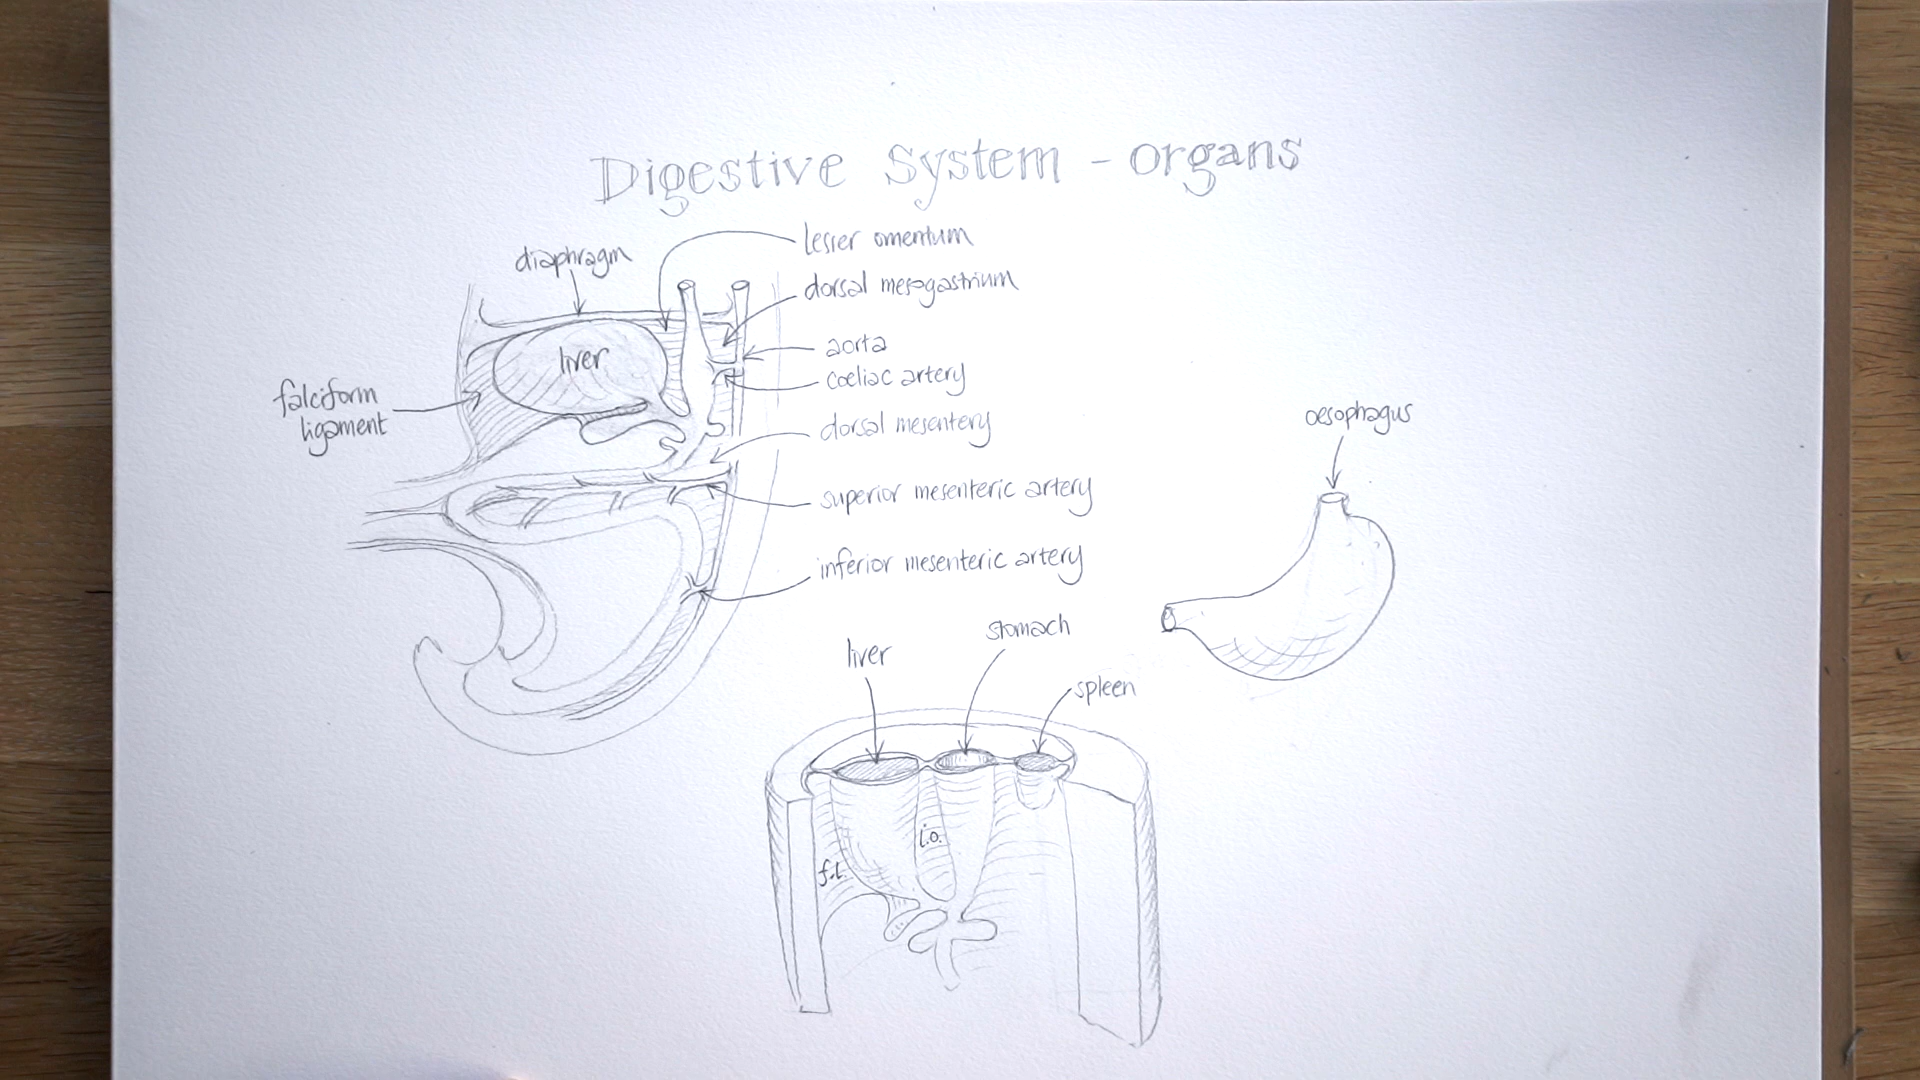 Digestive System - organs
diaphragm
lesser omentum
dorsal mesogastrium
liver
aorta
coeliac artery
falciform
ligament
dorsal mesentery
superior mesenteric artery
inferior mesenteric artery
oesophagus
liver
stomach
spleen
l.o.
f.l.